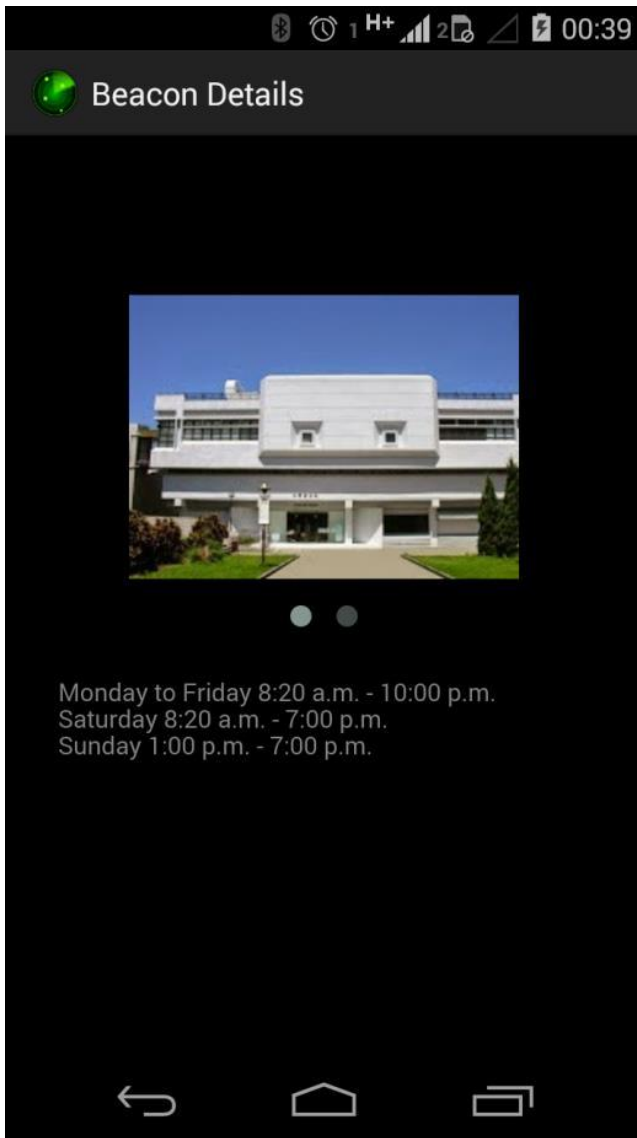 1 H+ 2 00:39
Beacon Details
Monday to Friday 8:20 a.m. - 10:00 p.m.
Saturday 8:20 a.m. - 7:00 p.m.
Sunday 1:00 p.m. - 7:00 p.m.